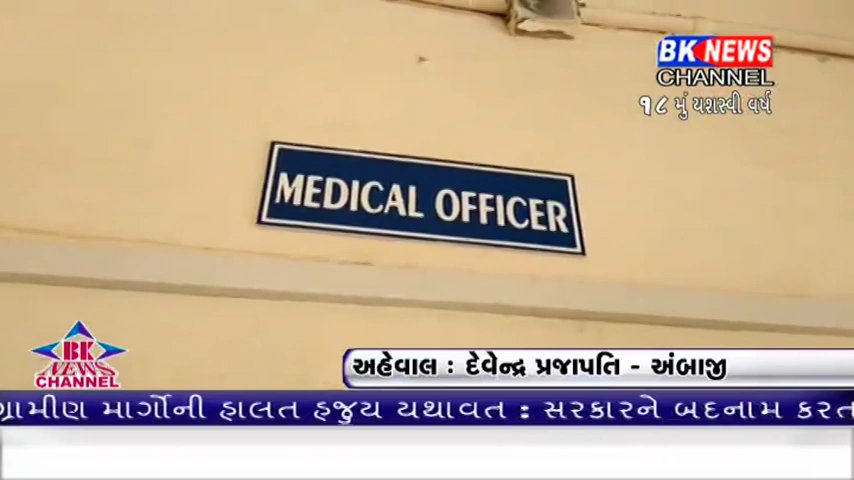 BK NEWS
CHANNEL
૧૮ મું યશસ્વી વર્ષ
MEDICAL OFFICER
BK
NEWS
CHANNEL
અહેવાલ : દેવેન્દ્ર પ્રજાપતિ - અંબાજી
ગ્રામીણ માર્ગોની હાલત હજુય યથાવત : સરકારને બદનામ કરત